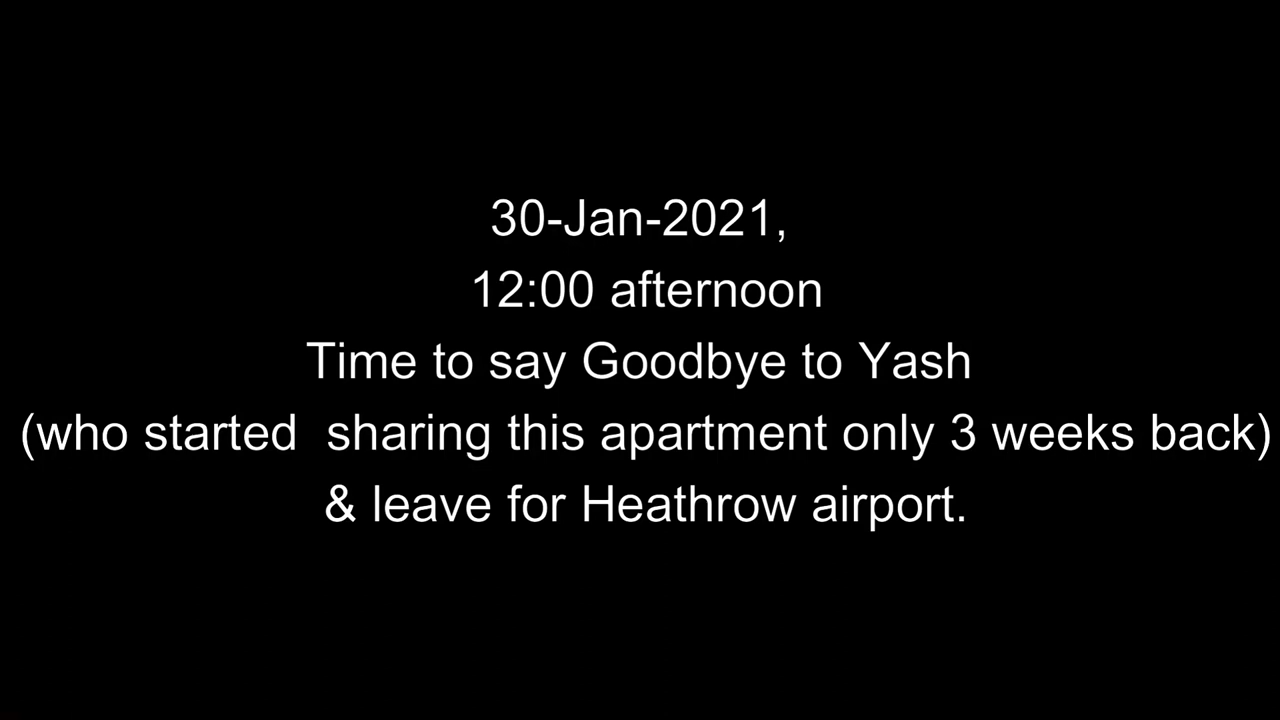 30-Jan-2021,
12:00 afternoon
Time to say Goodbye to Yash
(who started  sharing this apartment only 3 weeks back)
& leave for Heathrow airport.